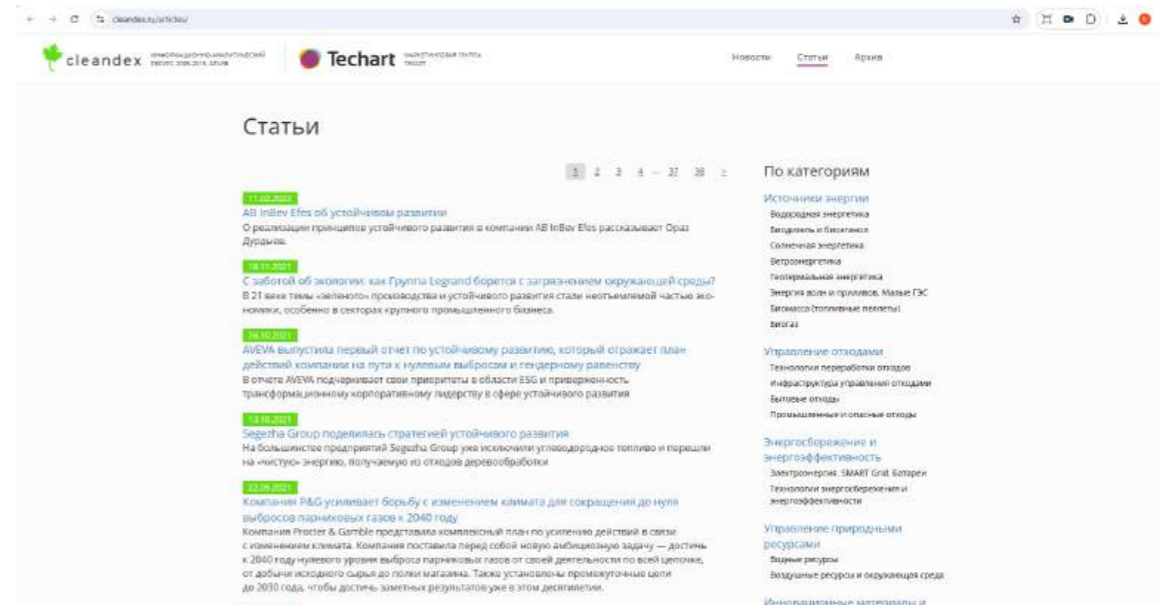 cleandex.ru/articles/
cleandex
Techart
Новости Статьи Архив
Статьи
1 2 3 4 — 37 38 >
11.02.2022
AB InBev Efes об устойчивом развитии
О реализации принципов устойчивого развития в компании AB InBev Efes рассказывает Ораз
Дурдыев.
18.11.2021
С заботой об экологии: как Группа Legrand борется с загрязнением окружающей среды?
В 21 веке темы «зеленого» производства и устойчивого развития стали неотъемлемой частью эко-
номики, особенно в секторах крупного промышленного бизнеса.
26.10.2021
AVEVA выпустила первый отчет по устойчивому развитию, который отражает план
действий компании на пути к нулевым выбросам и гендерному равенству
В отчете AVEVA подчеркивает свои приоритеты в области ESG и приверженность
трансформационному корпоративному лидерству в сфере устойчивого развития
13.10.2021
Segezha Group поделилась стратегией устойчивого развития
На большинстве предприятий Segezha Group уже исключили углеводородное топливо и перешли
на «чистую» энергию, получаемую из отходов деревообработки
22.09.2021
Компания P&G усиливает борьбу с изменением климата для сокращения до нуля
выбросов парниковых газов к 2040 году
Компания Procter & Gamble представила комплексный план по усилению действий в связи
с изменением климата. Компания поставила перед собой новую амбициозную задачу — достичь
к 2040 году нулевого уровня выброса парниковых газов от своей деятельности по всей цепочке,
от добычи исходного сырья до полки магазина. Также установлены промежуточные цели
до 2030 года, чтобы достичь заметных результатов уже в этом десятилетии.
По категориям
Источники энергии
Водородная энергетика
Биодизель и биоэтанол
Солнечная энергетика
Ветроэнергетика
Геотермальная энергетика
Энергия волн и приливов. Малые ГЭС
Биомасса (топливные пеллеты)
Биогаз
Управление отходами
Технологии переработки отходов
Инфраструктура управления отходами
Бытовые отходы
Промышленные и опасные отходы
Энергосбережение и
энергоэффективность
Электроэнергия. SMART Grid. Батареи
Технологии энергосбережения и
энергоэффективности
Управление природными
ресурсами
Водные ресурсы
Воздушные ресурсы и окружающая среда
Инновационные материалы и